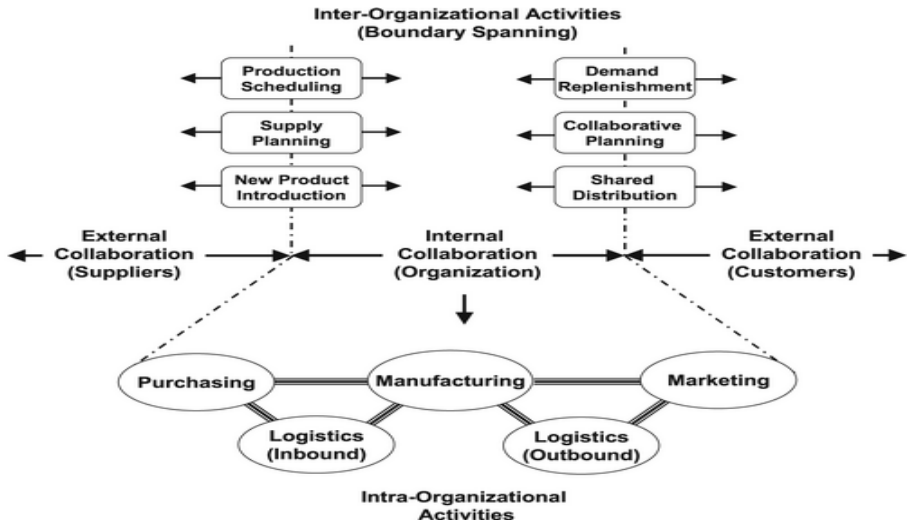 Inter-Organizational Activities
(Boundary Spanning)
Production
Scheduling
Demand
Replenishment
Supply
Planning
Collaborative
Planning
New Product
Introduction
Shared
Distribution
External
Collaboration
(Suppliers)
Internal
Collaboration
(Organization)
External
Collaboration
(Customers)
Purchasing
Manufacturing
Marketing
Logistics
(Inbound)
Logistics
(Outbound)
Intra-Organizational
Activities